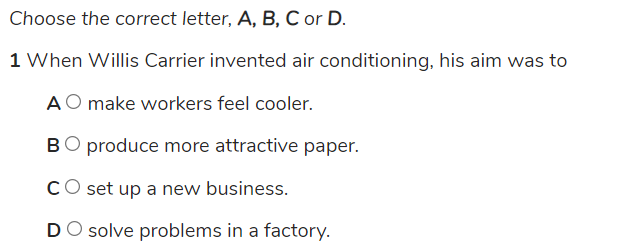 Choose the correct letter, A, B, C or D.
1 When Willis Carrier invented air conditioning, his aim was to
A make workers feel cooler.
B produce more attractive paper.
C set up a new business.
D solve problems in a factory.